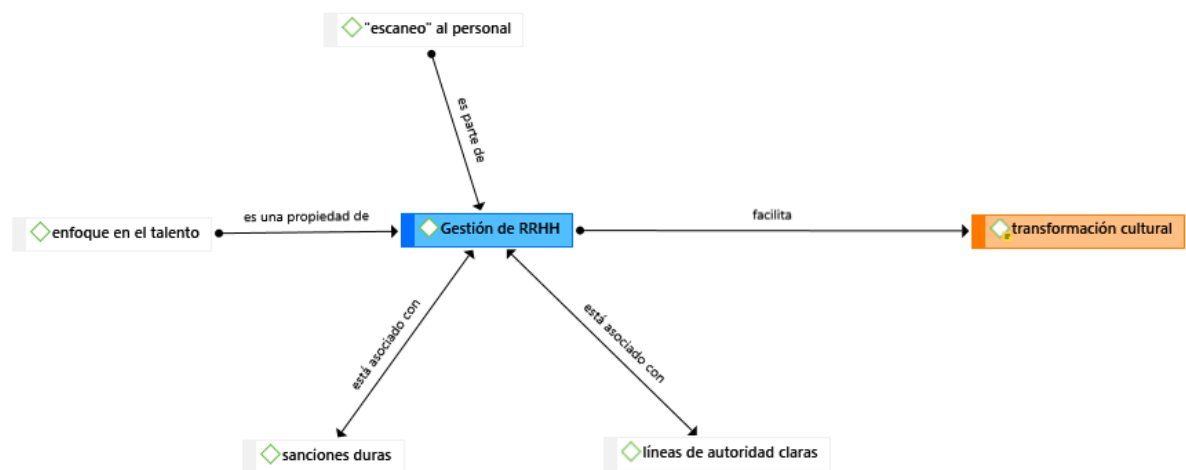 "escaneo" al personal
es parte de
enfoque en el talento
es una propiedad de
Gestión de RRHH
facilita
transformación cultural
está asociado con
está asociado con
sanciones duras
líneas de autoridad claras